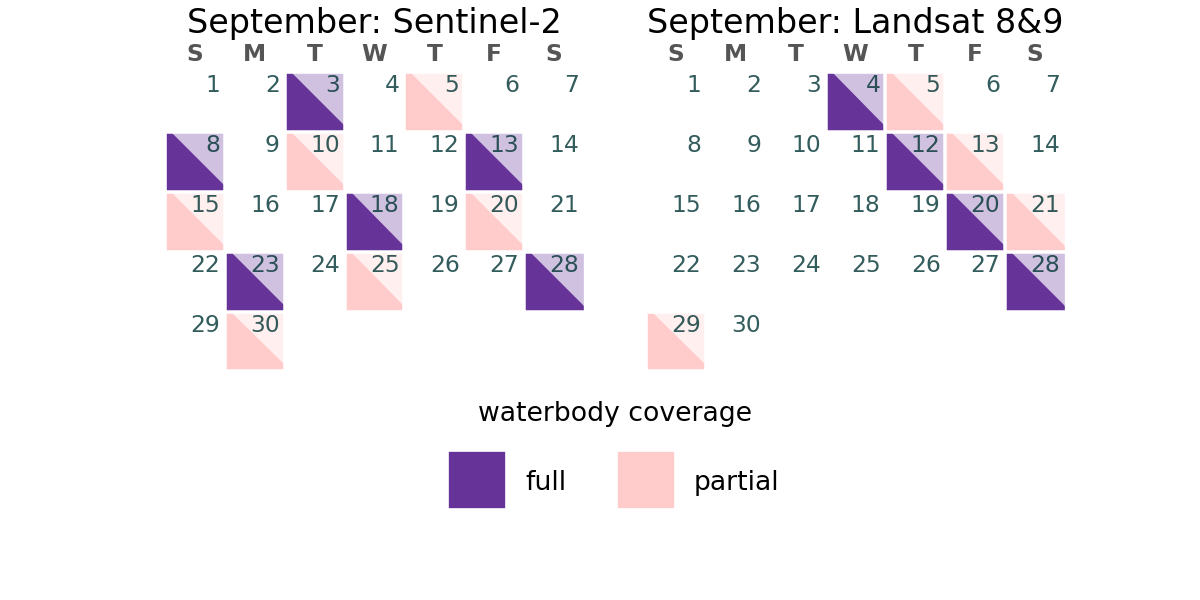 September: Sentinel-2
S M T W T F S
1 2 3 4 5 6 7
8 9 10 11 12 13 14
15 16 17 18 19 20 21
22 23 24 25 26 27 28
29 30
September: Landsat 8&9
S M T W T F S
1 2 3 4 5 6 7
8 9 10 11 12 13 14
15 16 17 18 19 20 21
22 23 24 25 26 27 28
29 30
waterbody coverage
full partial